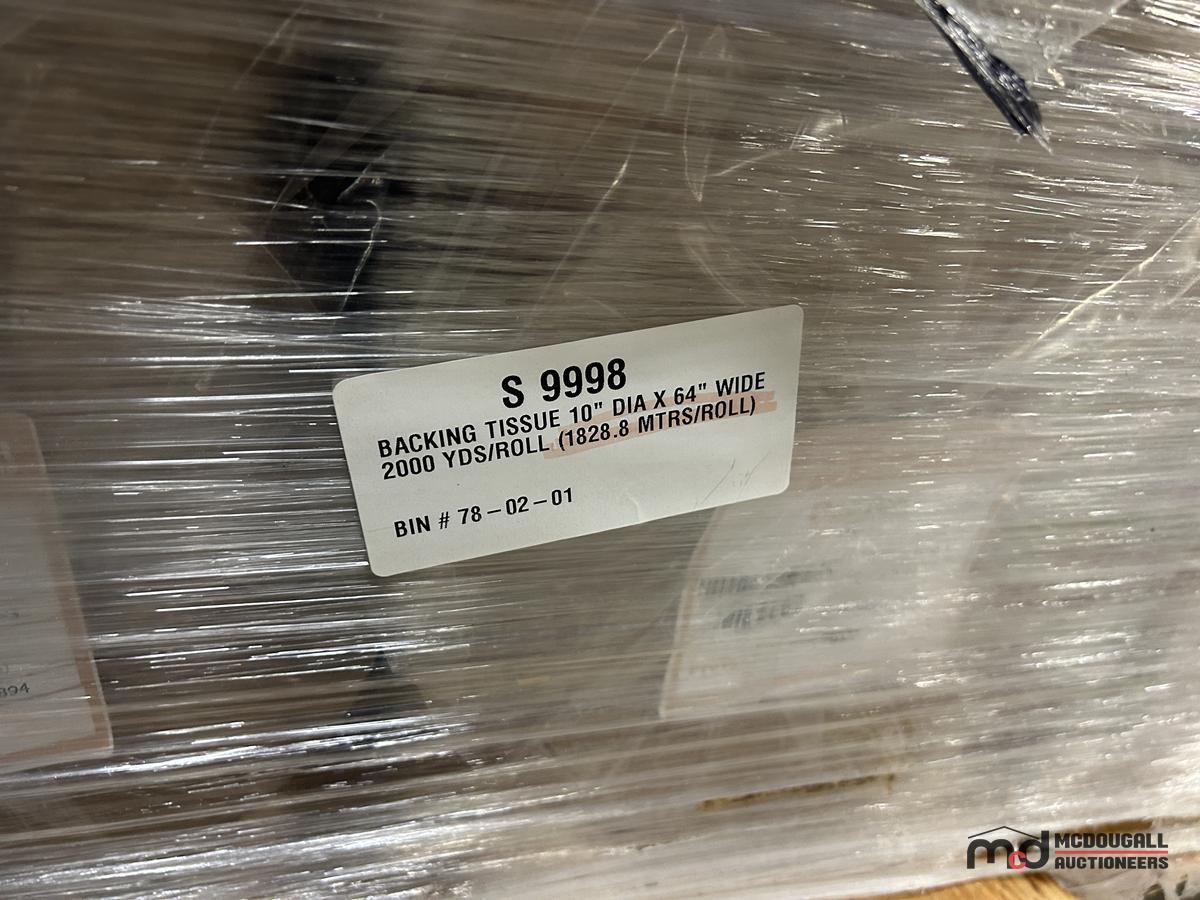 S 9998
BACKING TISSUE 10" DIA X 64" WIDE
2000 YDS/ROLL (1828.8 MTRS/ROLL)
BIN # 78-02-01
894
mcd MCDOUGALL
AUCTIONEERS